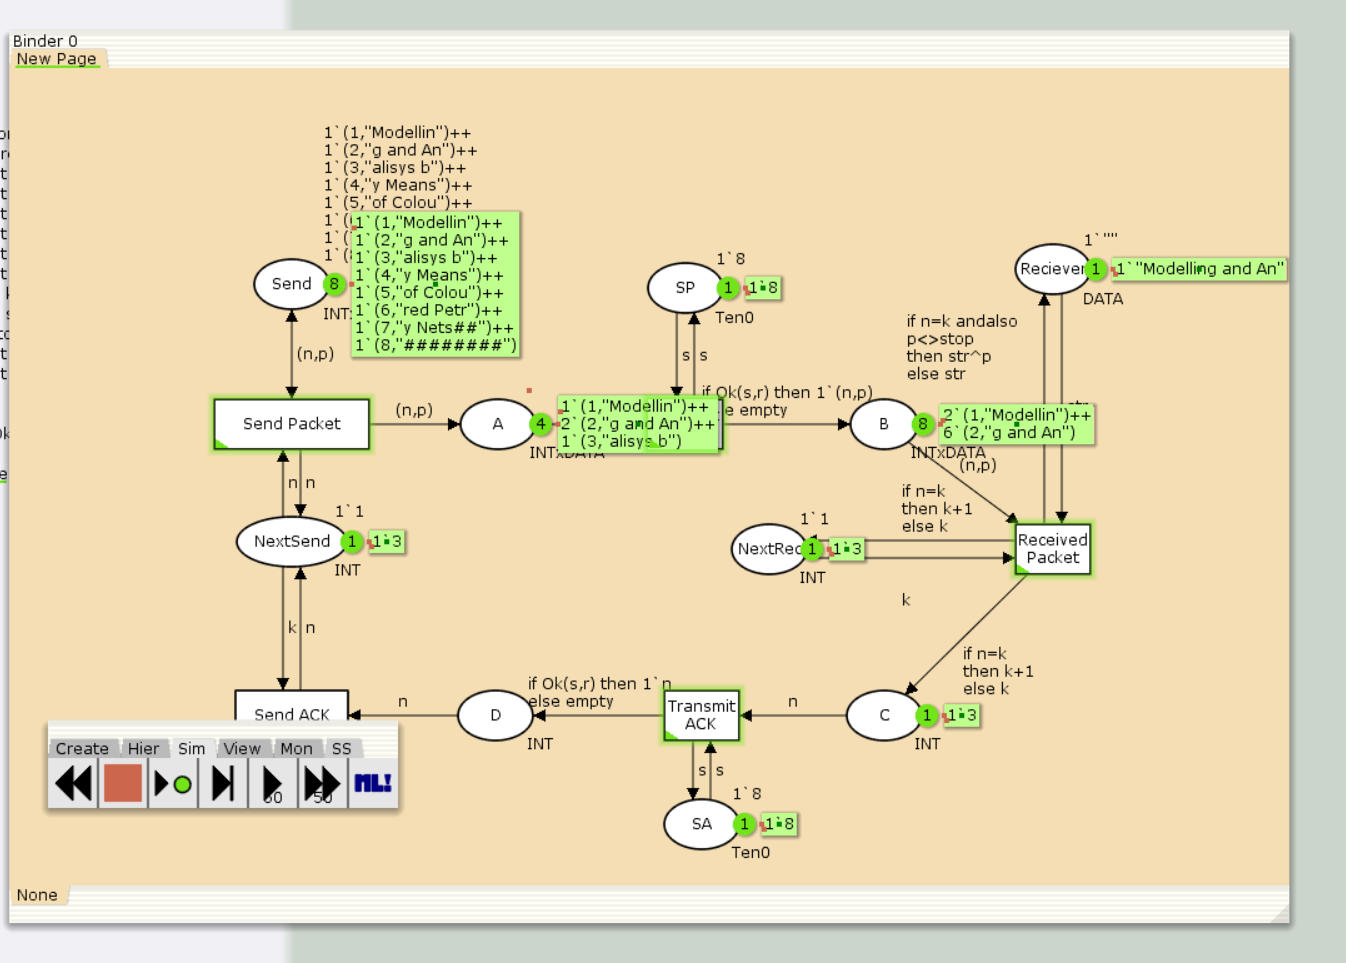 Binder 0
New Page
1`(1,"Modellin")++
1`(2,"g and An")++
1`(3,"alisys b")++
1`(4,"y Means")++
1`(5,"of Colou")++
1`(
1`(
1`(
1`(1,"Modellin")++
1`(2,"g and An")++
1`(3,"alisys b")++
1`(4,"y Means")++
1`(5,"of Colou")++
1`(6,"red Petr")++
1`(7,"y Nets##")++
1`(8,"########")
Send
8
(n,p)
1`8
SP
1
1`8
Ten0
s
s
1`""
Reciever
1
1`"Modelling and An"
DATA
if n=k andalso
p<>stop
then str^p
else str
Send Packet
(n,p)
A
4
1`(1,"Modellin")++
2`(2,"g and An")++
1`(3,"alisys b")
INTxDATA
if Ok(s,r) then 1`(n,p)
empty
B
8
2`(1,"Modellin")++
6`(2,"g and An")
INTxDATA
(n,p)
n
n
1`1
NextSend
1
1`3
INT
if n=k
then k+1
else k
1`1
NextRec
1
1`3
INT
Received
Packet
k
k
n
if n=k
then k+1
else k
Send ACK
n
D
INT
if Ok(s,r) then 1`n
else empty
Transmit
ACK
n
C
1
1`3
INT
s
s
1`8
SA
1
1`8
Ten0
Create
Hier
Sim
View
Mon
SS
50
ML!
None